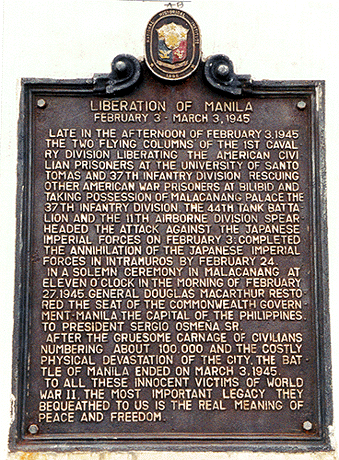 LIBERATION OF MANILA
FEBRUARY 3 - MARCH 3, 1945
LATE IN THE AFTERNOON OF FEBRUARY 3, 1945
THE TWO FLYING COLUMNS OF THE 1ST CAVAL
RY DIVISION LIBERATING THE AMERICAN CIVI
LIAN PRISONERS AT THE UNIVERSITY OF SANTO
TOMAS AND 37TH INFANTRY DIVISION RESCUING
OTHER AMERICAN WAR PRISONERS AT BILIBID AND
TAKING POSSESSION OF MALACANANG PALACE. THE
37TH INFANTRY DIVISION. THE 44TH TANK BATTA
LION AND THE 11TH AIRBORNE DIVISION SPEAR-
HEADED THE ATTACK AGAINST THE JAPANESE
IMPERIAL FORCES ON FEBRUARY 3. COMPLETED
THE ANNIHILATION OF THE JAPANESE IMPERIAL
FORCES IN INTRAMUROS BY FEBRUARY 24.
IN A SOLEMN CEREMONY IN MALACANANG AT
ELEVEN O'CLOCK IN THE MORNING OF FEBRUARY
27, 1945. GENERAL DOUGLAS MACARTHUR RESTO
RED THE SEAT OF THE COMMONWEALTH GOVERN
MENT-MANILA THE CAPITAL OF THE PHILIPPINES.
TO PRESIDENT SERGIO OSMEÑA SR.
AFTER THE GRUESOME CARNAGE OF CIVILIANS
NUMBERING ABOUT 100,000 AND THE COSTLY
PHYSICAL DEVASTATION OF THE CITY, THE BAT
TLE OF MANILA ENDED ON MARCH 3, 1945.
TO ALL THESE INNOCENT VICTIMS OF WORLD
WAR II, THE MOST IMPORTANT LEGACY THEY
BEQUEATHED TO US IS THE REAL MEANING OF
PEACE AND FREEDOM.